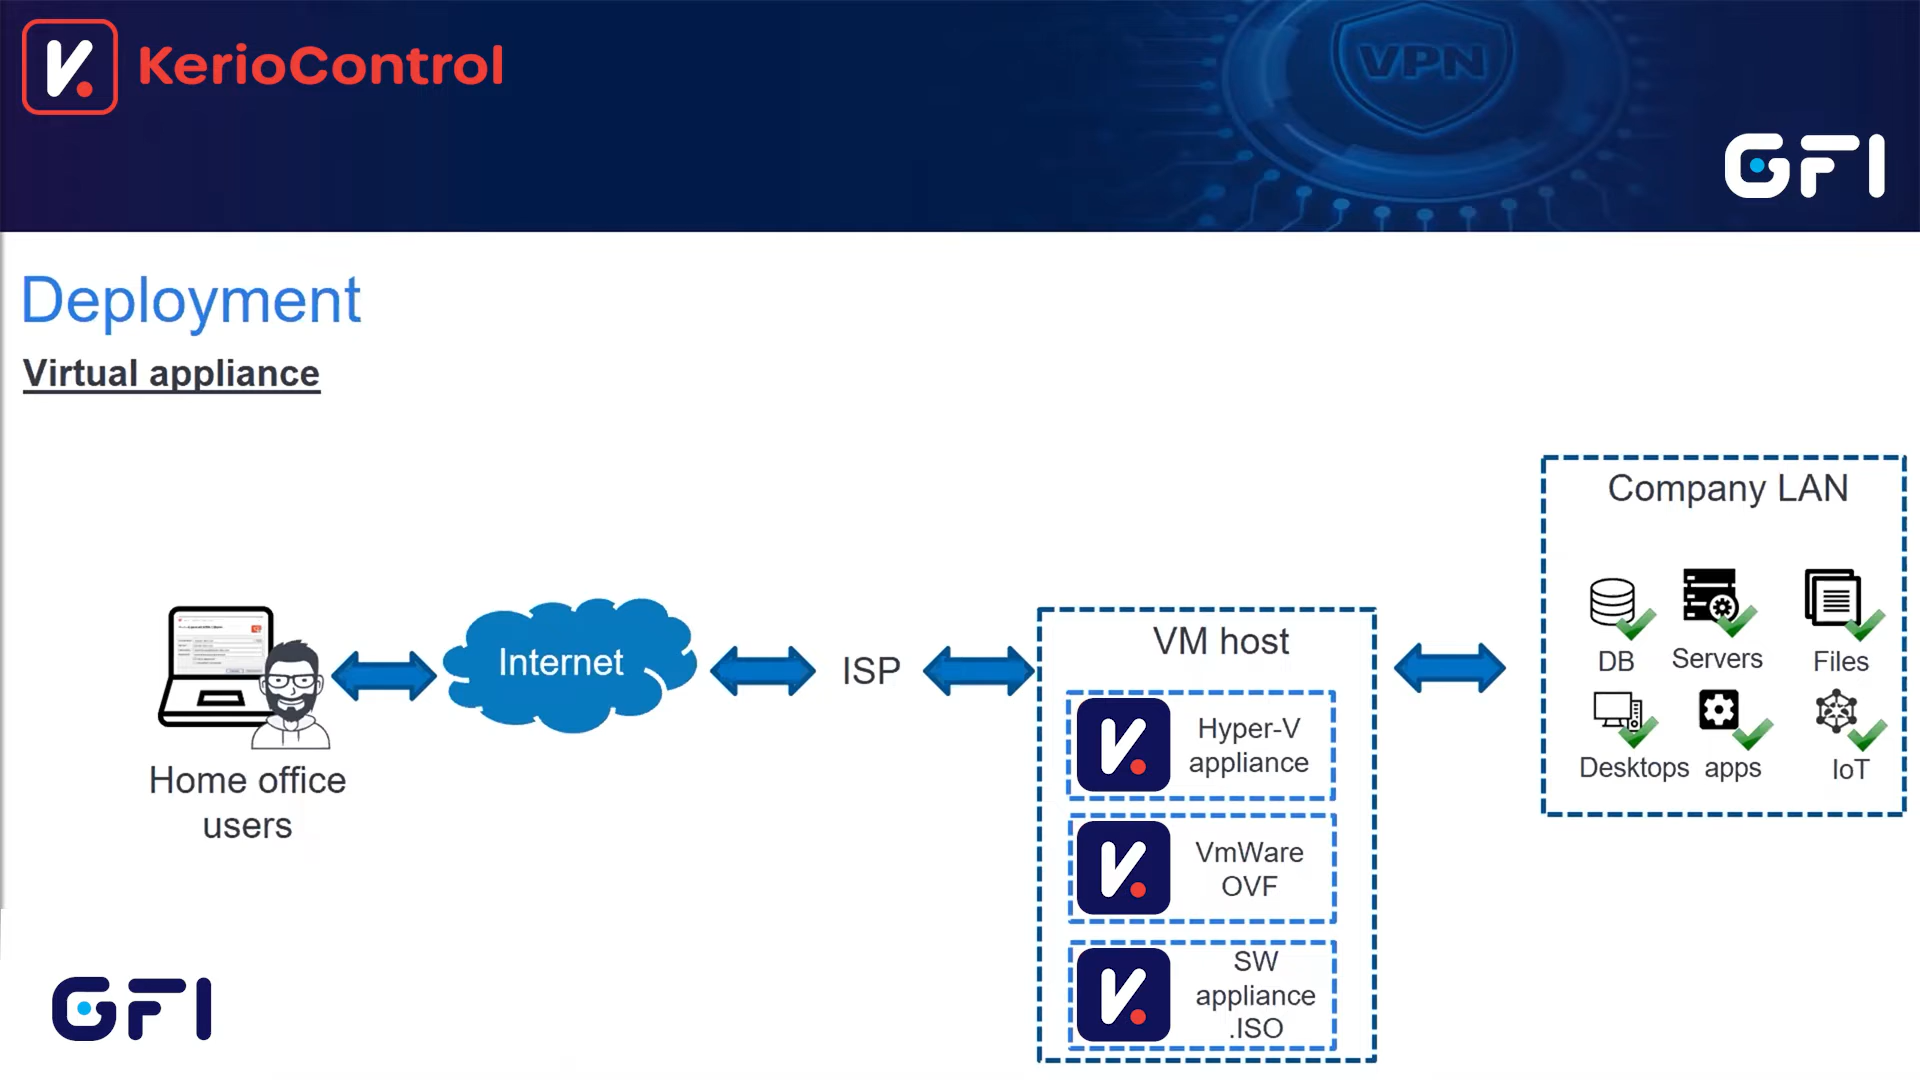 KerioControl
VPN
GFI
Deployment
Virtual appliance
Home office
users
Internet
ISP
VM host
Hyper-V
appliance
VmWare
OVF
SW
appliance
.ISO
Company LAN
DB
Servers
Files
Desktops
apps
IoT
GFI